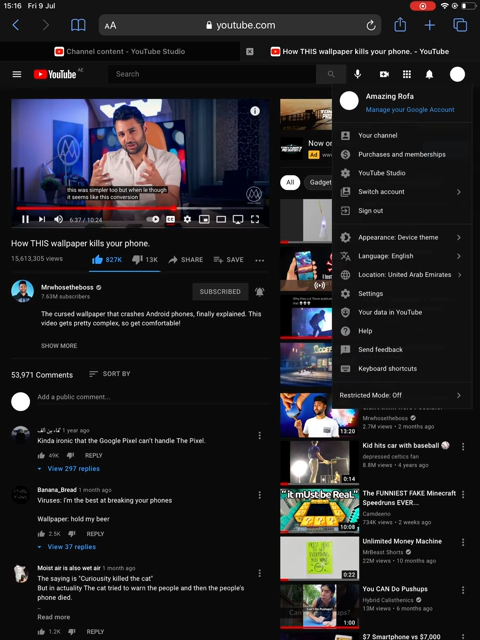 15:16 Fri 9 Jul
AA
youtube.com
Channel content - YouTube Studio
How THIS wallpaper kills your phone. - YouTube
YouTube AE
Search
Amazing Rofa
Manage your Google Account
Your channel
Purchases and memberships
YouTube Studio
Switch account
Sign out
Appearance: Device theme
Language: English
Location: United Arab Emirates
Settings
Your data in YouTube
Help
Send feedback
Keyboard shortcuts
Restricted Mode: Off
this was simpler too but when le though
it seems like this conversion
6:37 / 10:24
Now on
Ad
All
Gadget
How THIS wallpaper kills your phone.
15,613,305 views
827K
13K
SHARE
SAVE
Mrwhosetheboss
7.63M subscribers
SUBSCRIBED
The cursed wallpaper that crashes Android phones, finally explained. This
video gets pretty complex, so get comfortable!
SHOW MORE
53,971 Comments
SORT BY
Add a public comment...
1 year ago
Kinda ironic that the Google Pixel can't handle The Pixel.
49K
REPLY
View 297 replies
Banana_Bread 1 month ago
Viruses: I'm the best at breaking your phones
Wallpaper: hold my beer
2.5K
REPLY
View 37 replies
Moist air is also wet air 1 month ago
The saying is "Curiosity killed the cat"
But in actuality The cat tried to warn the people and then the people's
phone died.
Read more
1.2K
REPLY
13:20
Mrwhosetheboss
2.7M views • 2 months ago
0:14
Kid hits car with baseball
depressed celtics fan
8.8M views • 4 years ago
"it mUst be ReaL"
10:08
The FUNNIEST FAKE Minecraft
Speedruns EVER...
Camdeeno
734K views • 2 weeks ago
0:22
Unlimited Money Machine
MrBeast Shorts
22M views • 10 months ago
1:00
You CAN Do Pushups
Hybrid Calisthenics
13M views • 6 months ago
$7 Smartphone vs $7,000